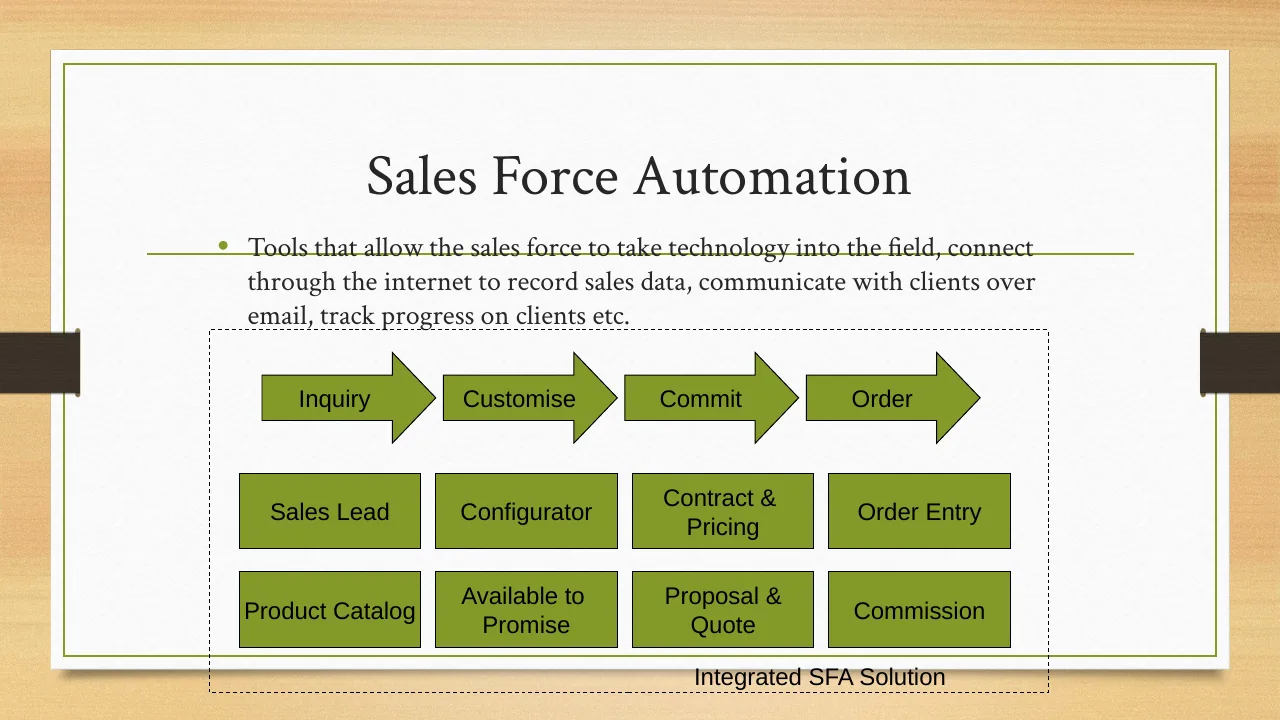 Sales Force Automation
• Tools that allow the sales force to take technology into the field, connect
through the internet to record sales data, communicate with clients over
email, track progress on clients etc.
Inquiry
Customise
Commit
Order
Sales Lead
Configurator
Contract &
Pricing
Order Entry
Product Catalog
Available to
Promise
Proposal &
Quote
Commission
Integrated SFA Solution